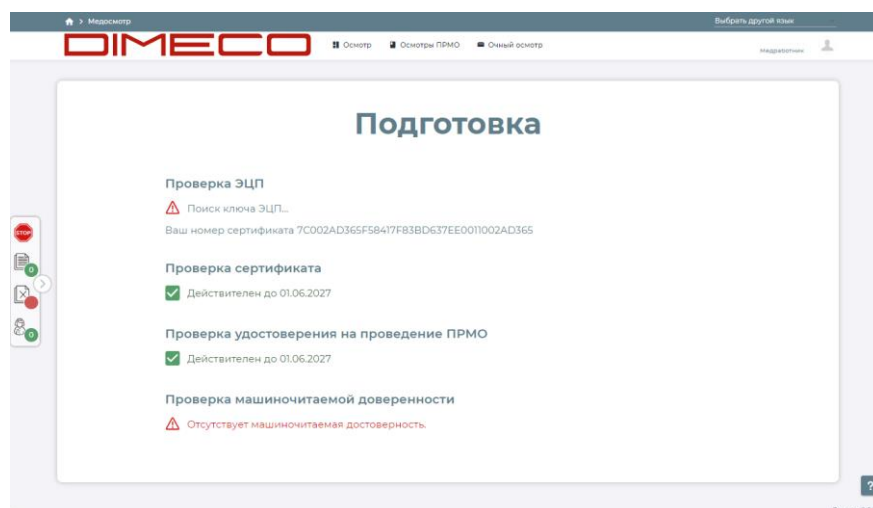 > Медосмотр
Выбрать другой язык
DIMECO
Осмотр
Осмотры ПРМО
Очный осмотр
Медработник
Подготовка
Проверка ЭЦП
Поиск ключа ЭЦП...
Ваш номер сертификата 7C002AD365F58417F83BD637EE0011002AD365
STOP
0
Проверка сертификата
Действителен до 01.06.2027
0
Проверка удостоверения на проведение ПРМО
Действителен до 01.06.2027
Проверка машиночитаемой доверенности
Отсутствует машиночитаемая достоверность.
?